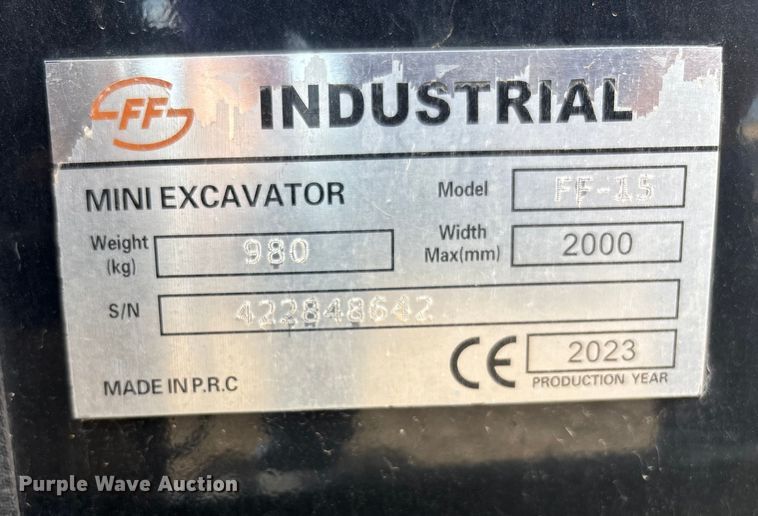 FF INDUSTRIAL
MINI EXCAVATOR Model FF-15
Weight (kg) 980 Width Max(mm) 2000
S/N 422848642
MADE IN P.R.C CE 2023
PRODUCTION YEAR
Purple Wave Auction